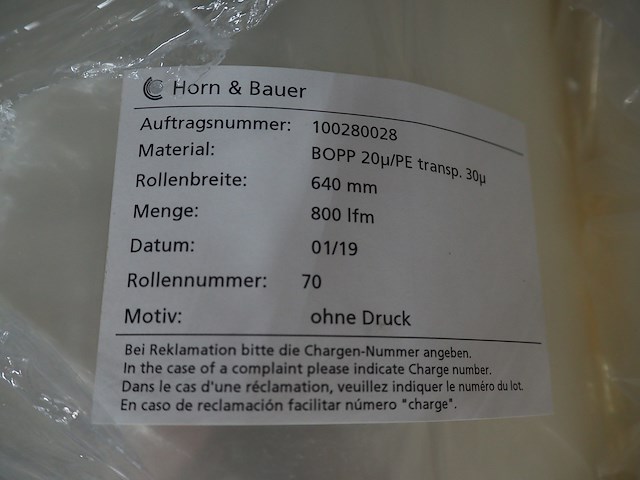 Horn & Bauer
Auftragsnummer: 100280028
Material: BOPP 20µ/PE transp. 30µ
Rollenbreite: 640 mm
Menge: 800 lfm
Datum: 01/19
Rollennummer: 70
Motiv: ohne Druck
Bei Reklamation bitte die Chargen-Nummer angeben.
In the case of a complaint please indicate Charge number.
Dans le cas d'une réclamation, veuillez indiquer le numéro du lot.
En caso de reclamación facilitar número "charge".